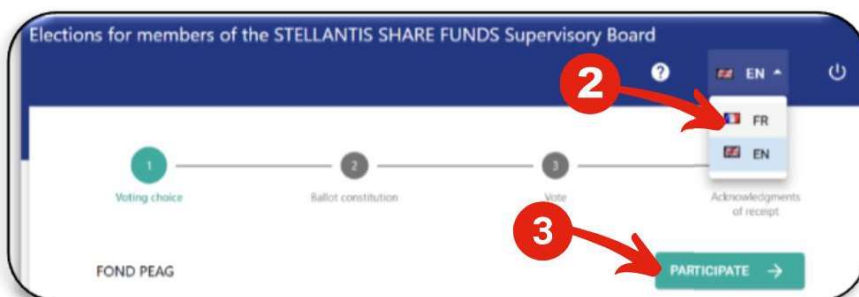 Elections for members of the STELLANTIS SHARE FUNDS Supervisory Board
? EN
2
FR
EN
1
2
3
Voting choice
Ballot constitution
Vote
Acknowledgments
of receipt
3
FOND PEAG
PARTICIPATE →